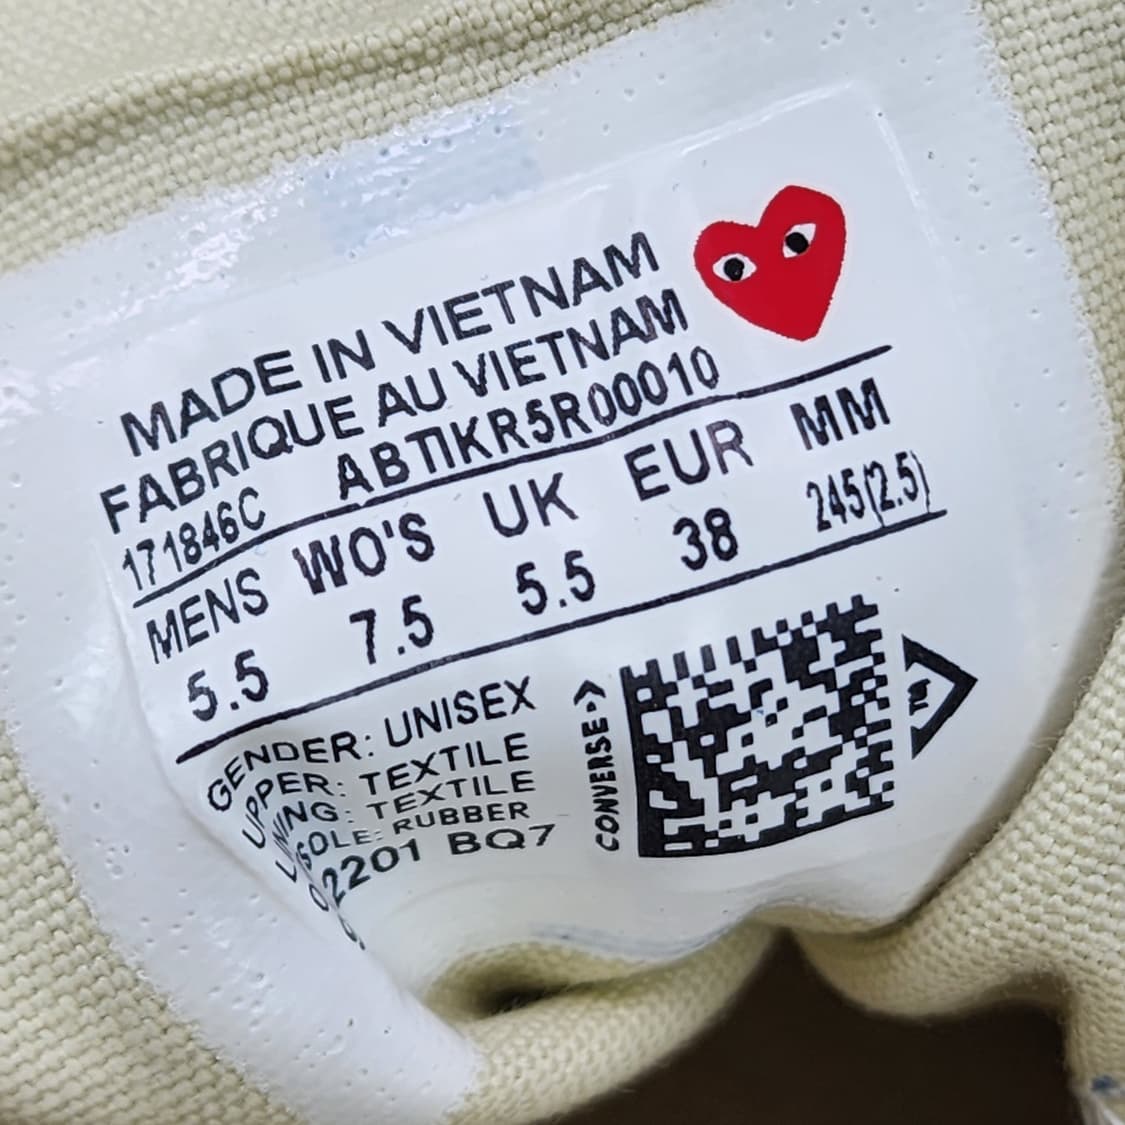 MADE IN VIETNAM
FABRIQUE AU VIETNAM
171846C ABTIKR5R00010
MENS WO'S UK EUR MM
5.5 7.5 5.5 38 245(2.5)
GENDER: UNISEX
UPPER: TEXTILE
LINING: TEXTILE
SOLE: RUBBER
02201 BQ7
CONVERSE